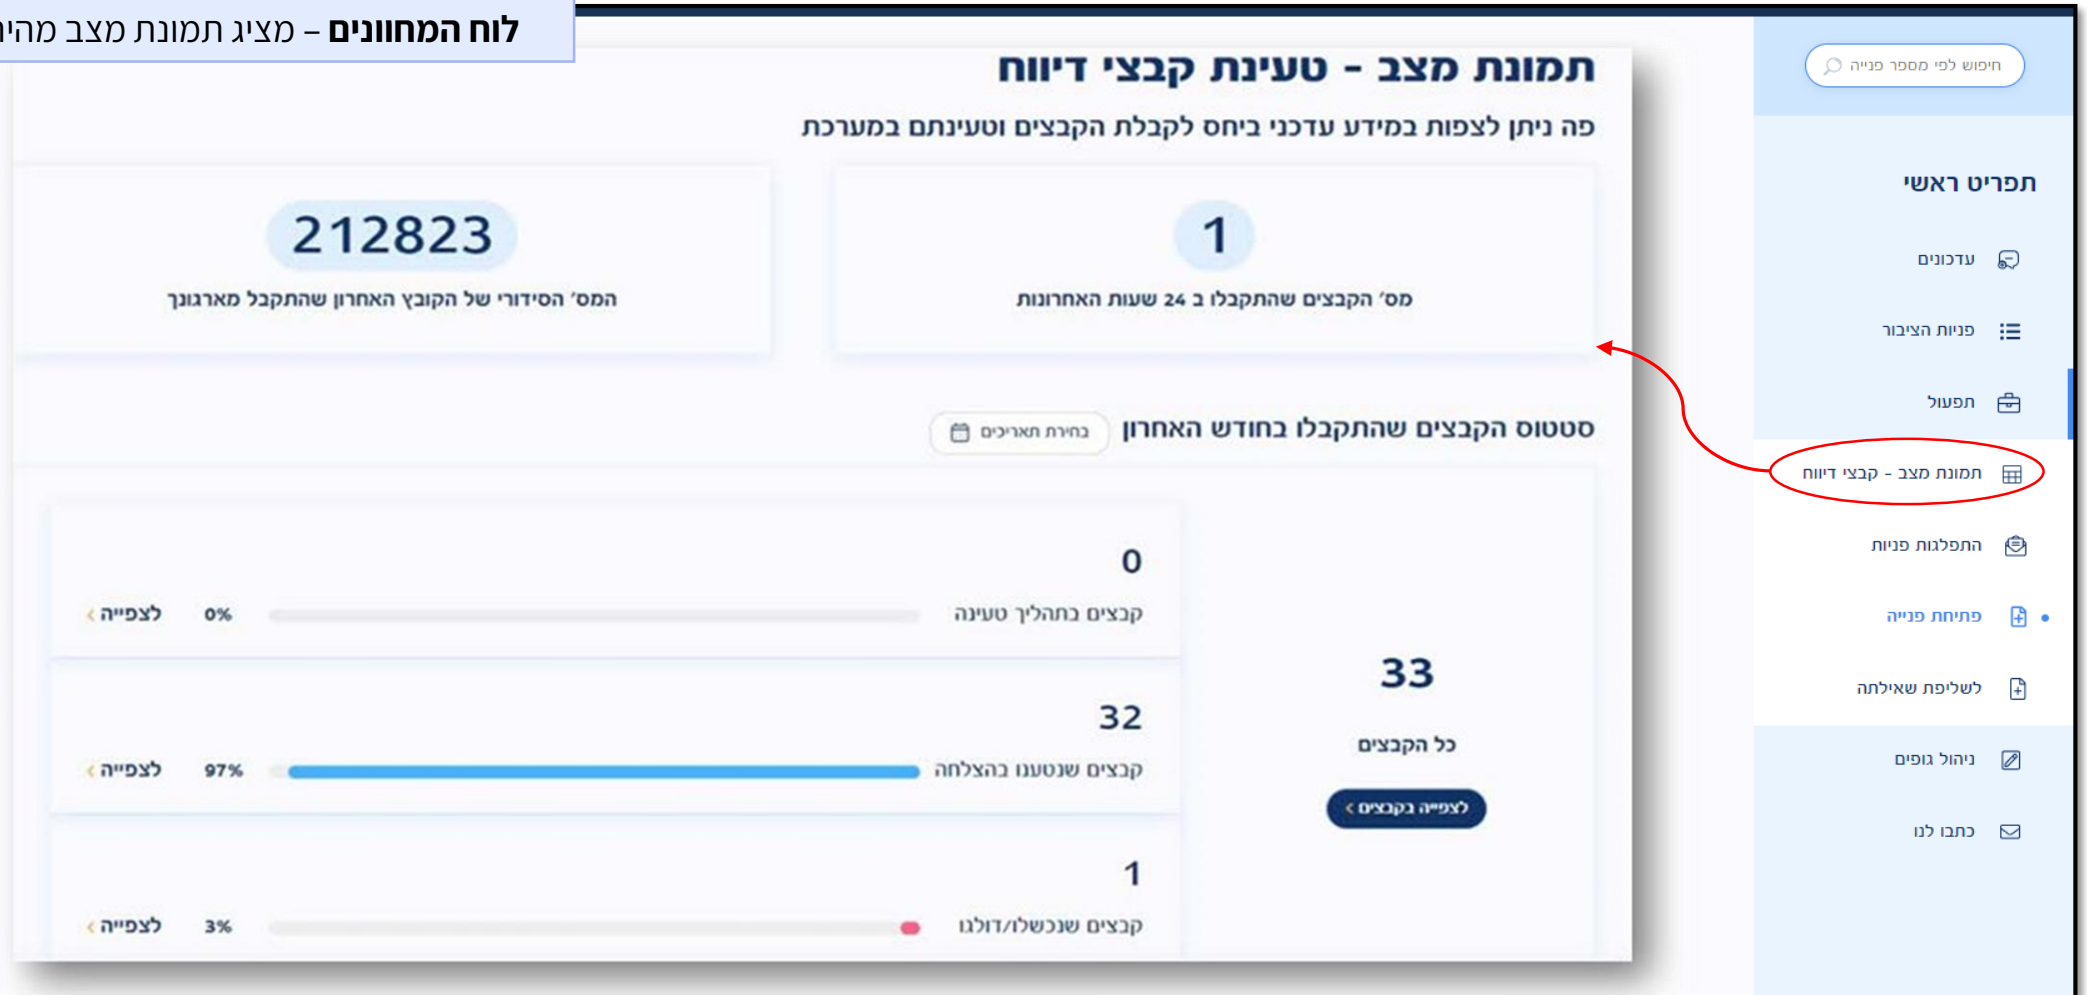 לוח המחוונים – מציג תמונת מצב
תמונת מצב - טעינת קבצי דיווח
פה ניתן לצפות במידע עדכני ביחס לקבלת הקבצים וטעינתם במערכת
1
מס׳ הקבצים שהתקבלו ב 24 שעות האחרונות
212823
המס׳ הסידורי של הקובץ האחרון שהתקבל מארגונך
סטטוס הקבצים שהתקבלו בחודש האחרון
בחירת תאריכים
33
כל הקבצים
לצפייה בקבצים >
0
קבצים בתהליך טעינה 0% לצפייה >
32
קבצים שנטענו בהצלחה 97% לצפייה >
1
קבצים שנכשלו/דולגו 3% לצפייה >
חיפוש לפי מספר פנייה
תפריט ראשי
עדכונים
פניות הציבור
תפעול
תמונת מצב - קבצי דיווח
התפלגות פניות
פתיחת פנייה
לשליפת שאילתה
ניהול גופים
כתבו לנו